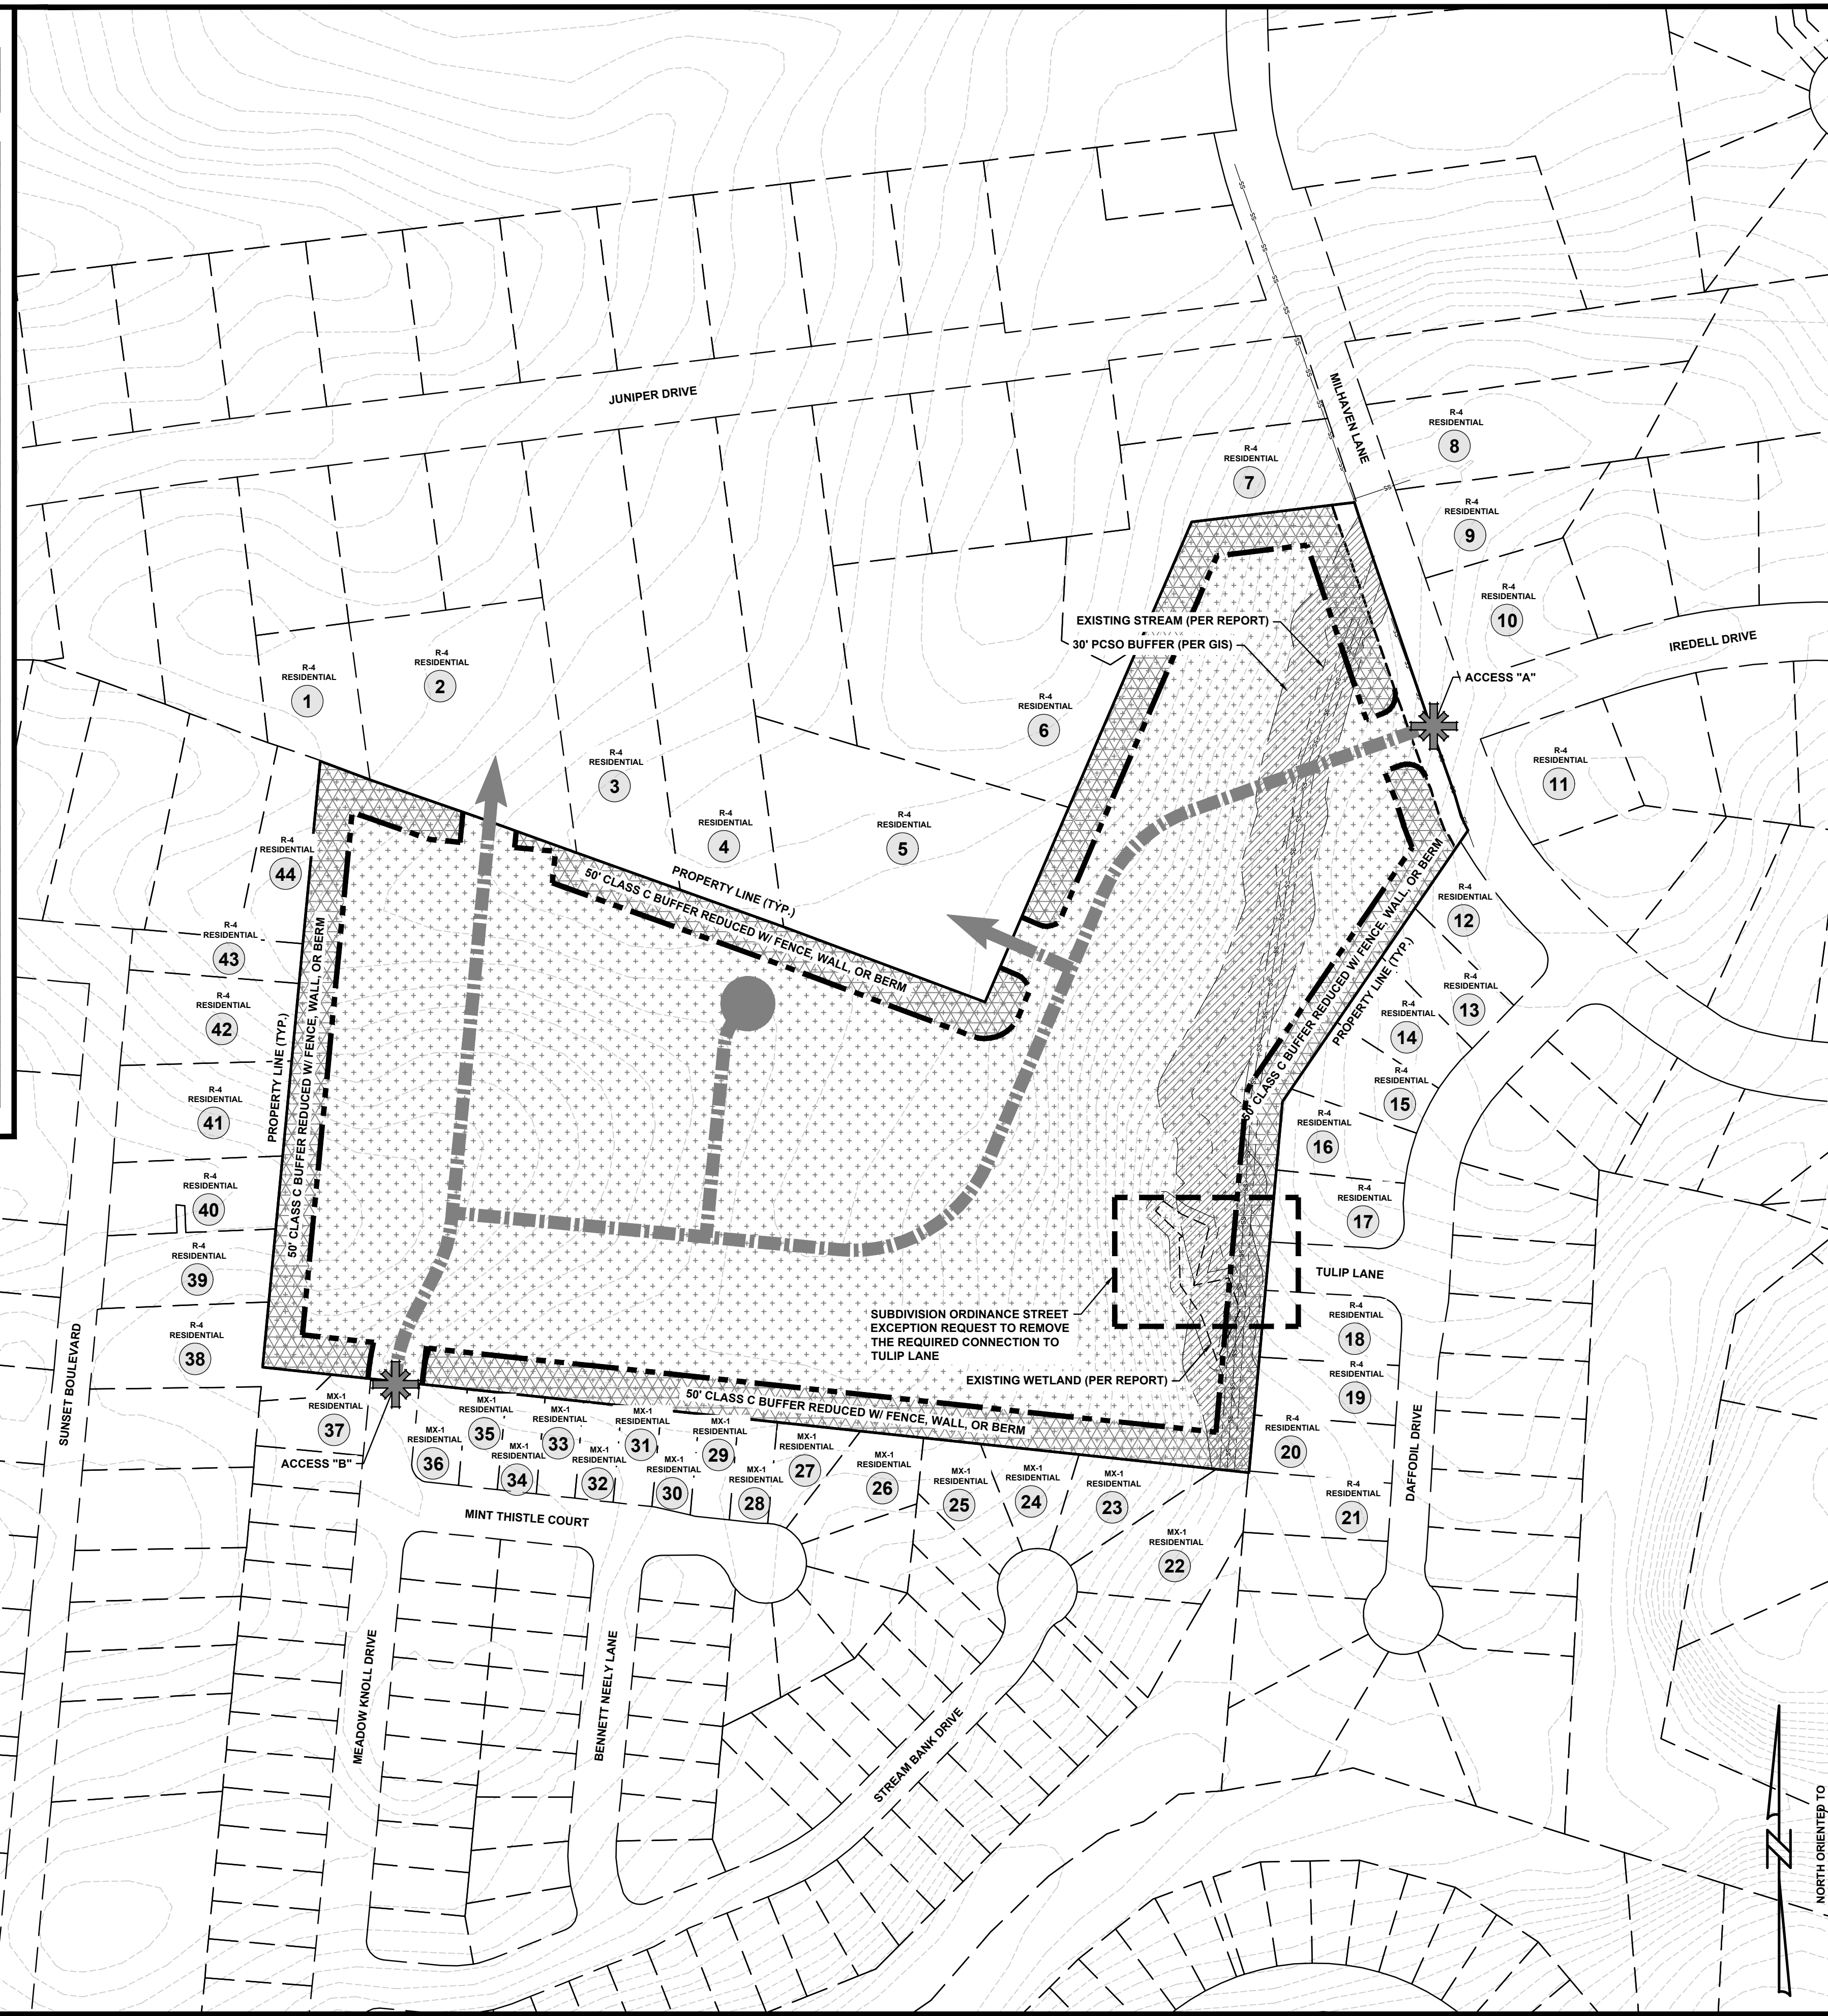 JUNIPER DRIVE
MILHAVEN LANE
R-4
RESIDENTIAL
8
R-4
RESIDENTIAL
7
R-4
RESIDENTIAL
9
R-4
RESIDENTIAL
10
IREDELL DRIVE
EXISTING STREAM (PER REPORT)
30' PCSO BUFFER (PER GIS)
ACCESS "A"
R-4
RESIDENTIAL
1
R-4
RESIDENTIAL
2
R-4
RESIDENTIAL
6
R-4
RESIDENTIAL
3
R-4
RESIDENTIAL
11
R-4
RESIDENTIAL
4
R-4
RESIDENTIAL
5
R-4
RESIDENTIAL
44
PROPERTY LINE (TYP.)
50' CLASS C BUFFER REDUCED W/ FENCE, WALL, OR BERM
R-4
RESIDENTIAL
12
R-4
RESIDENTIAL
43
50' CLASS C BUFFER REDUCED W/ FENCE, WALL, OR BERM
PROPERTY LINE (TYP.)
R-4
RESIDENTIAL
13
R-4
RESIDENTIAL
42
R-4
RESIDENTIAL
14
PROPERTY LINE (TYP.)
50' CLASS C BUFFER REDUCED W/ FENCE, WALL, OR BERM
R-4
RESIDENTIAL
15
R-4
RESIDENTIAL
41
R-4
RESIDENTIAL
16
R-4
RESIDENTIAL
40
R-4
RESIDENTIAL
17
R-4
RESIDENTIAL
39
TULIP LANE
SUBDIVISION ORDINANCE STREET
EXCEPTION REQUEST TO REMOVE
THE REQUIRED CONNECTION TO
TULIP LANE
R-4
RESIDENTIAL
18
R-4
RESIDENTIAL
38
SUNSET BOULEVARD
EXISTING WETLAND (PER REPORT)
R-4
RESIDENTIAL
19
50' CLASS C BUFFER REDUCED W/ FENCE, WALL, OR BERM
MX-1
RESIDENTIAL
37
ACCESS "B"
MX-1
RESIDENTIAL
36
MX-1
RESIDENTIAL
35
MX-1
RESIDENTIAL
34
MX-1
RESIDENTIAL
33
MX-1
RESIDENTIAL
32
MX-1
RESIDENTIAL
31
MX-1
RESIDENTIAL
30
MX-1
RESIDENTIAL
29
MX-1
RESIDENTIAL
28
MX-1
RESIDENTIAL
27
MX-1
RESIDENTIAL
26
MX-1
RESIDENTIAL
25
MX-1
RESIDENTIAL
24
MX-1
RESIDENTIAL
23
MX-1
RESIDENTIAL
22
R-4
RESIDENTIAL
20
R-4
RESIDENTIAL
21
DAFFODIL DRIVE
MINT THISTLE COURT
MEADOW KNOLL DRIVE
BENNETT NEELY LANE
STREAM BANK DRIVE
N
NORTH ORIENTED TO